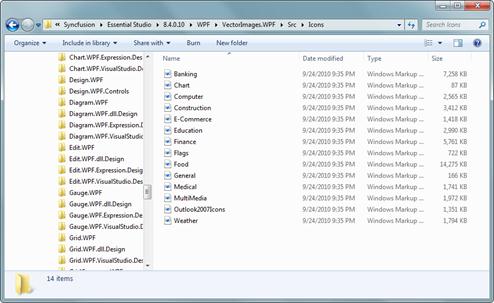 « Syncfusion ▸ Essential Studio ▸ 8.4.0.10 ▸ WPF ▸ VectorImages.WPF ▸ Src ▸ Icons
Search Icons
Organize Include in library Share with Burn New folder
Name Date modified Type Size
Chart.WPF.Expression.De
Chart.WPF.VisualStudio.D
Design.WPF
Design.WPF.Controls
Diagram.WPF
Diagram.WPF.dll.Design
Diagram.WPF.Expression.
Diagram.WPF.VisualStudi
Edit.WPF
Edit.WPF.dll.Design
Edit.WPF.VisualStudio.De
Gauge.WPF
Gauge.WPF.dll.Design
Gauge.WPF.Expression.D
Gauge.WPF.VisualStudio.
Grid.WPF
Grid.WPF.dll.Design
Banking 9/24/2010 9:35 PM Windows Markup ... 7,258 KB
Chart 9/24/2010 9:35 PM Windows Markup ... 87 KB
Computer 9/24/2010 9:35 PM Windows Markup ... 2,565 KB
Construction 9/24/2010 9:35 PM Windows Markup ... 3,412 KB
E-Commerce 9/24/2010 9:35 PM Windows Markup ... 1,418 KB
Education 9/24/2010 9:35 PM Windows Markup ... 2,990 KB
Finance 9/24/2010 9:35 PM Windows Markup ... 5,761 KB
Flags 9/24/2010 9:35 PM Windows Markup ... 722 KB
Food 9/24/2010 9:35 PM Windows Markup ... 14,275 KB
General 9/24/2010 9:35 PM Windows Markup ... 166 KB
Medical 9/24/2010 9:35 PM Windows Markup ... 1,741 KB
MultiMedia 9/24/2010 9:35 PM Windows Markup ... 1,972 KB
Outlook2007Icons 9/24/2010 9:35 PM Windows Markup ... 1,351 KB
Weather 9/24/2010 9:35 PM Windows Markup ... 1,794 KB
14 items